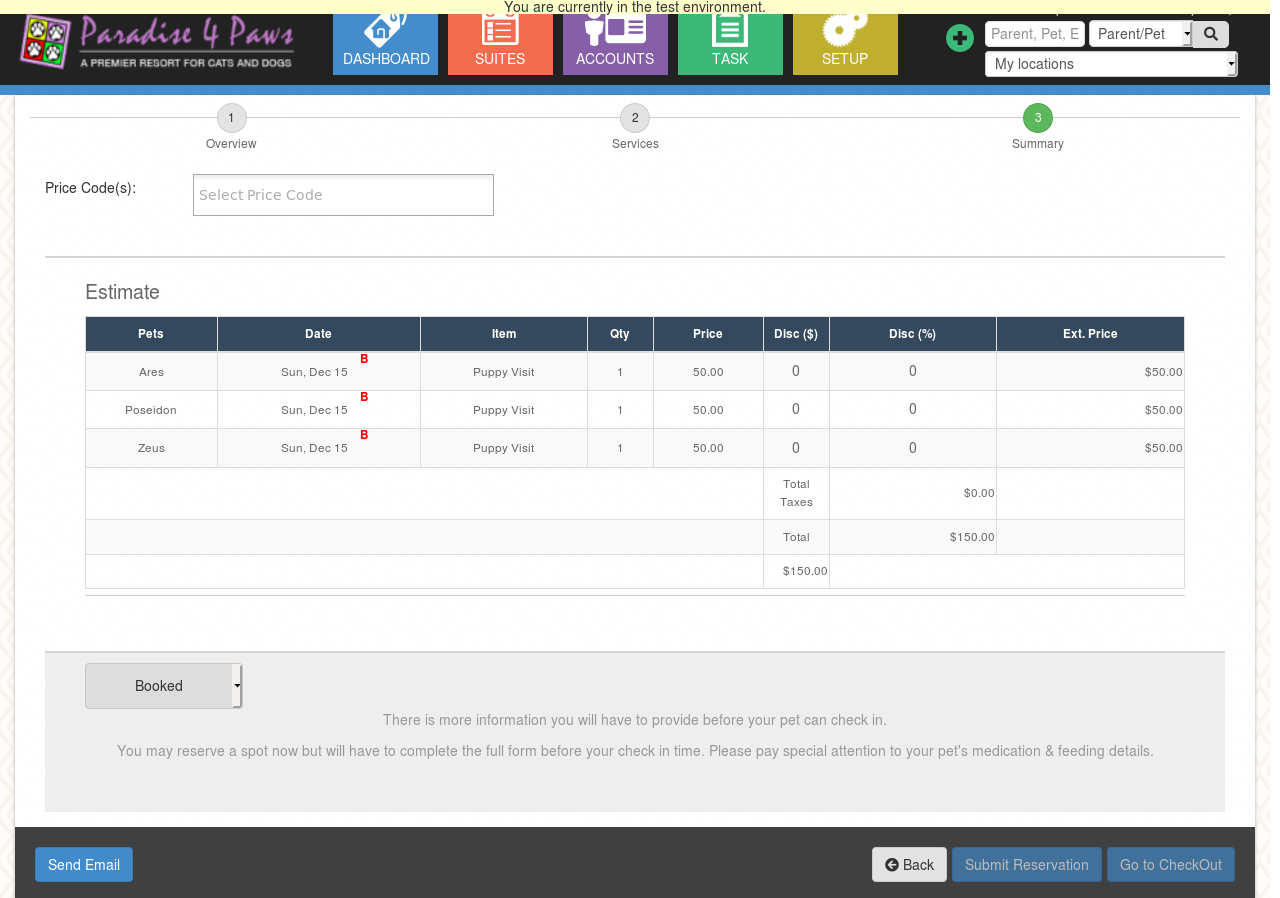 You are currently in the test environment.
Paradise 4 Paws
A PREMIER RESORT FOR CATS AND DOGS
DASHBOARD
SUITES
ACCOUNTS
TASK
SETUP
Parent, Pet, E
Parent/Pet
My locations
1
2
3
Overview
Services
Summary
Price Code(s):
Select Price Code
Estimate
Pets Date Item Qty Price Disc ($) Disc (%) Ext. Price
B
Ares Sun, Dec 15 Puppy Visit 1 50.00 0 0 $50.00
B
Poseidon Sun, Dec 15 Puppy Visit 1 50.00 0 0 $50.00
B
Zeus Sun, Dec 15 Puppy Visit 1 50.00 0 0 $50.00
Total
Taxes
$0.00
Total $150.00
$150.00
Booked
There is more information you will have to provide before your pet can check in.
You may reserve a spot now but will have to complete the full form before your check in time. Please pay special attention to your pet's medication & feeding details.
Send Email
Back
Submit Reservation
Go to CheckOut